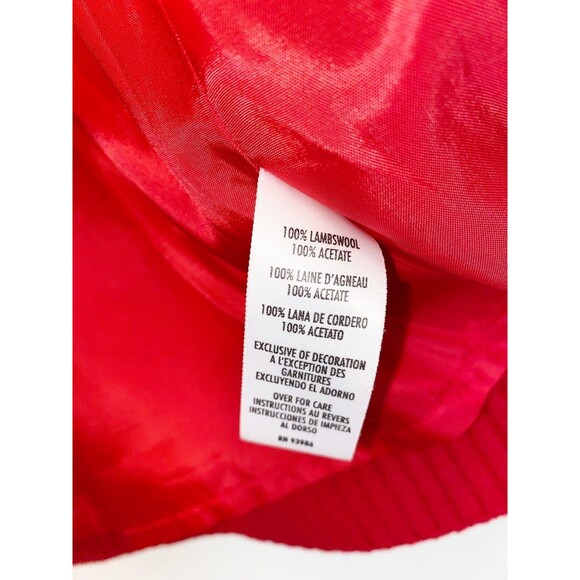 100% LAMBSWOOL
100% ACETATE
100% LAINE D'AGNEAU
100% ACETATE
100% LANA DE CORDERO
100% ACETATO
EXCLUSIVE OF DECORATION
A L'EXCEPTION DES
GARNITURES
EXCLUYENDO EL ADORNO
OVER FOR CARE
INSTRUCTIONS AU REVERS
INSTRUCCIONES DE IMPIEZA
AL DORSO
RN 93986